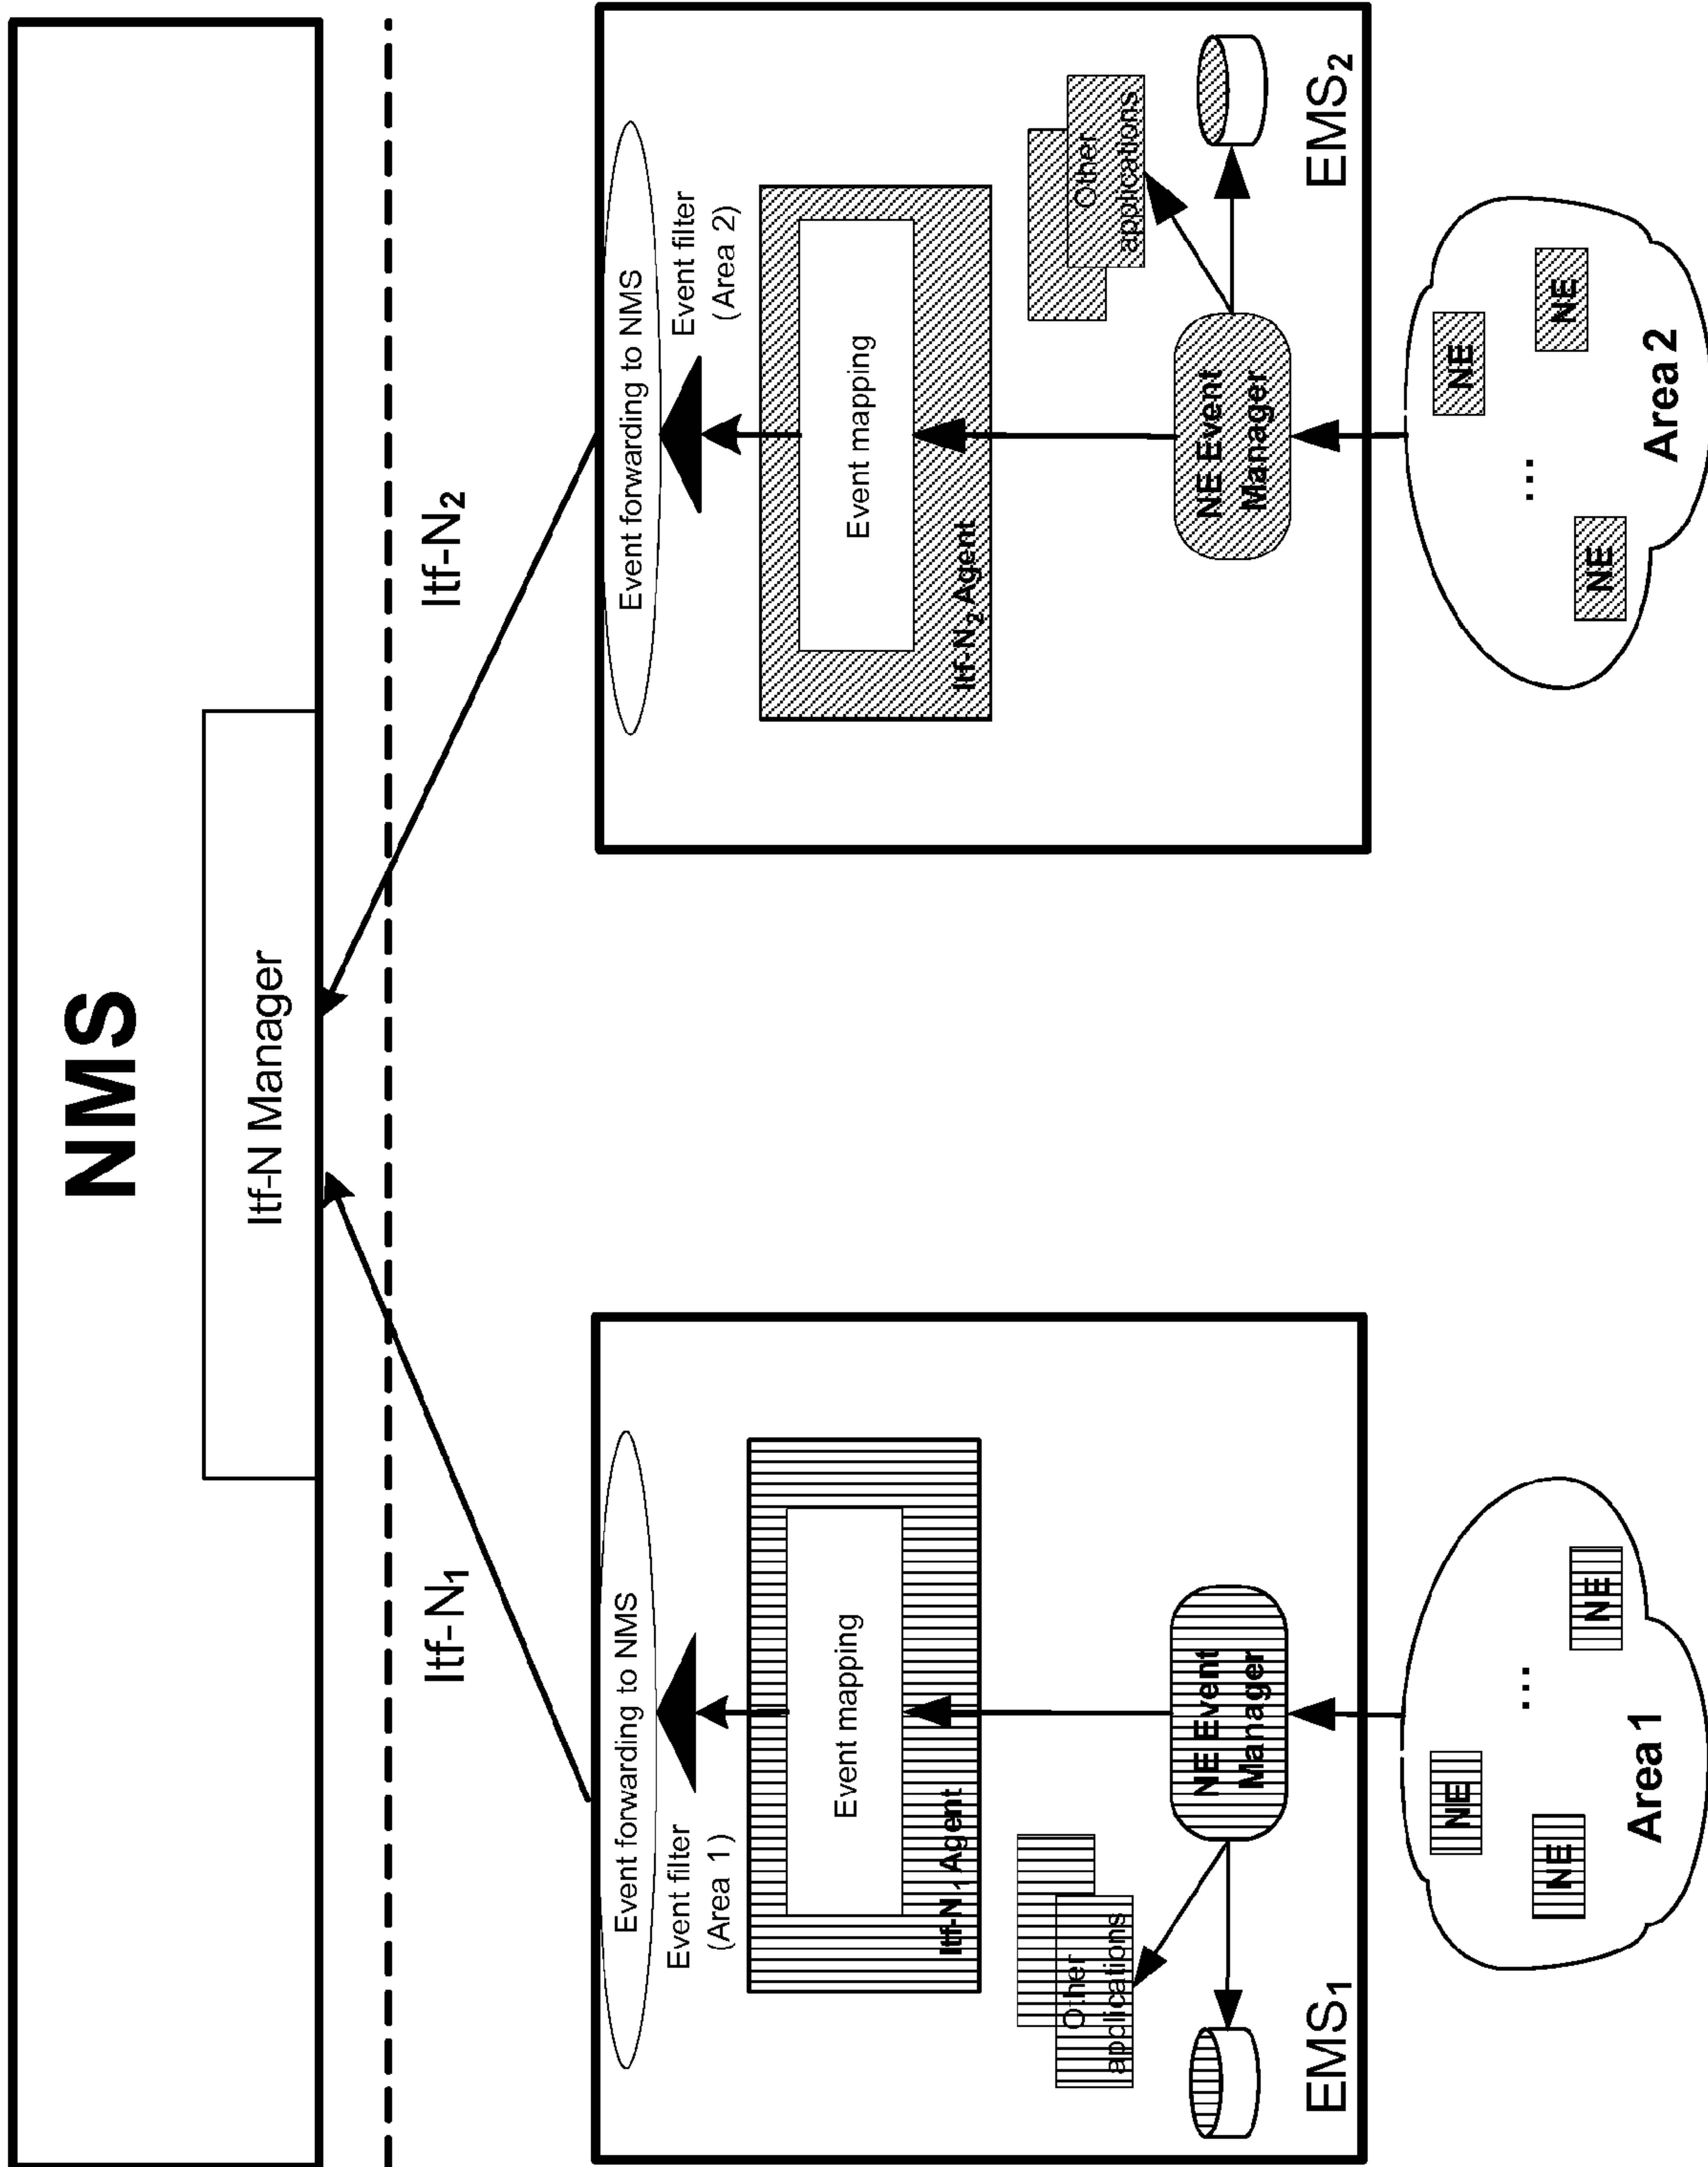 NMS
Itf-N Manager
Itf-N1
Itf-N2
Event forwarding to NMS
Event filter
(Area 1)
Event mapping
Itf-N1 Agent
Other
applications
NE Event
Manager
EMS1
NE
NE
...
NE
Area 1
Event forwarding to NMS
Event filter
(Area 2)
Event mapping
Itf-N2 Agent
Other
applications
NE Event
Manager
EMS2
NE
...
NE
NE
Area 2